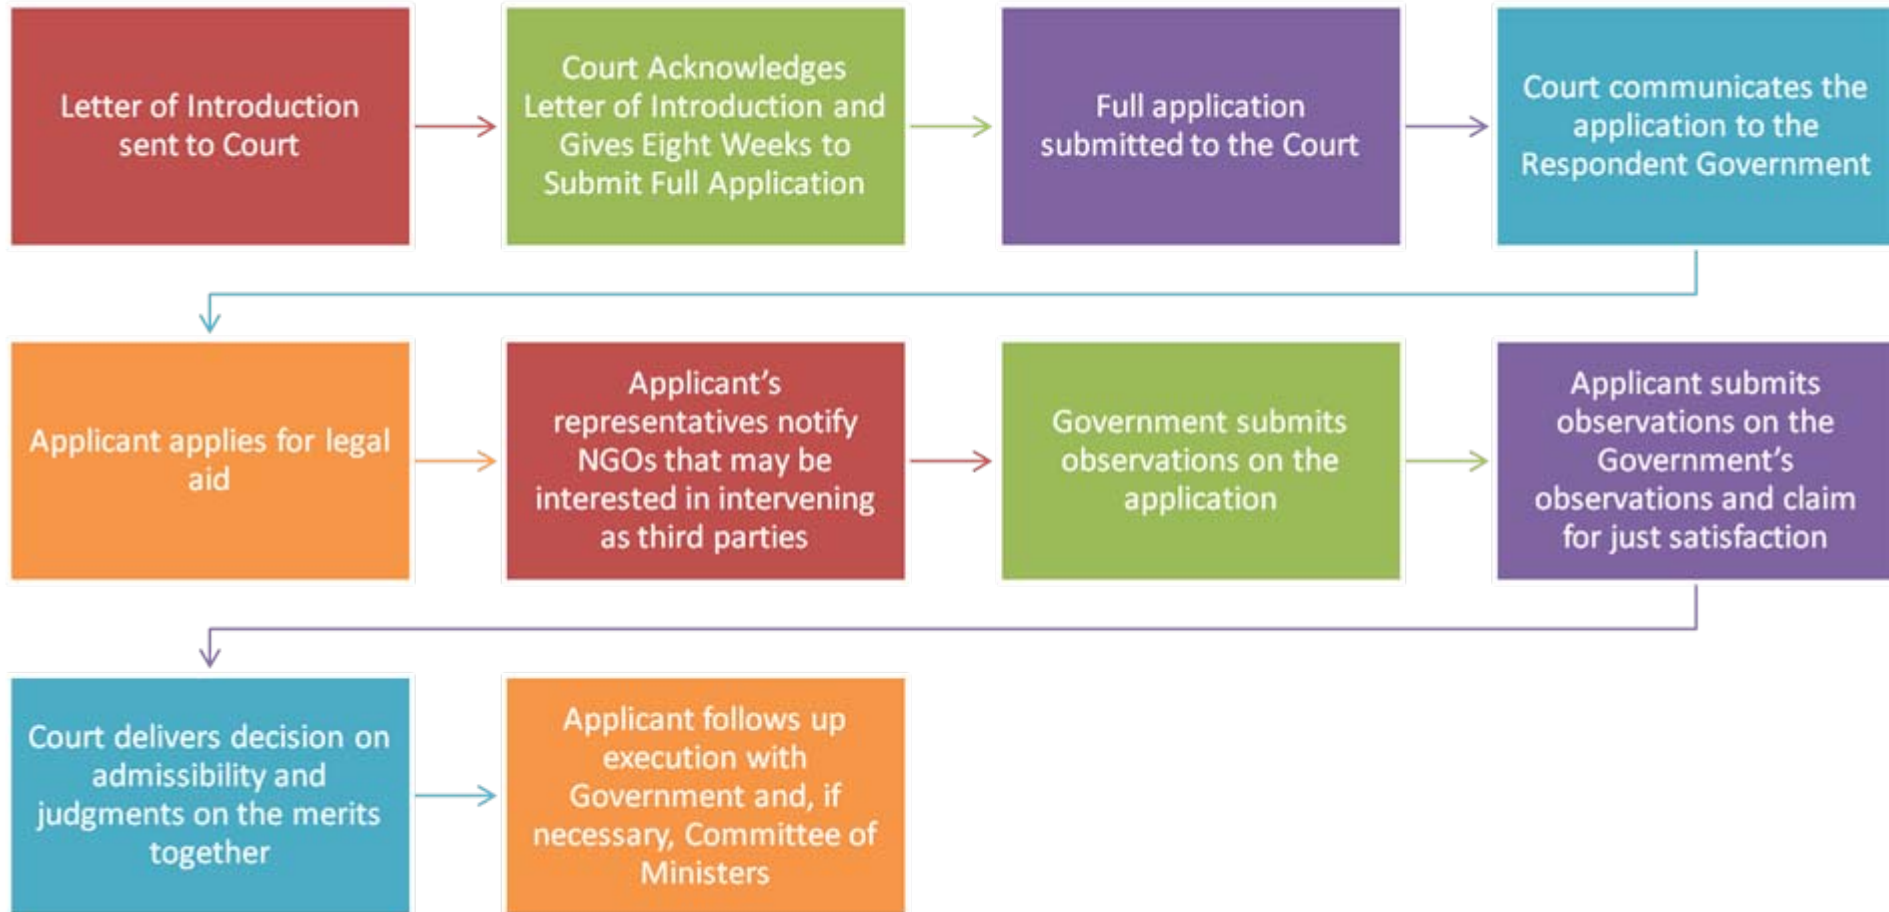 Letter of Introduction
sent to Court
Court Acknowledges
Letter of Introduction and
Gives Eight Weeks to
Submit Full Application
Full application
submitted to the Court
Court communicates the
application to the
Respondent Government
Applicant applies for legal
aid
Applicant’s
representatives notify
NGOs that may be
interested in intervening
as third parties
Government submits
observations on the
application
Applicant submits
observations on the
Government’s
observations and claim
for just satisfaction
Court delivers decision on
admissibility and
judgments on the merits
together
Applicant follows up
execution with
Government and, if
necessary, Committee of
Ministers